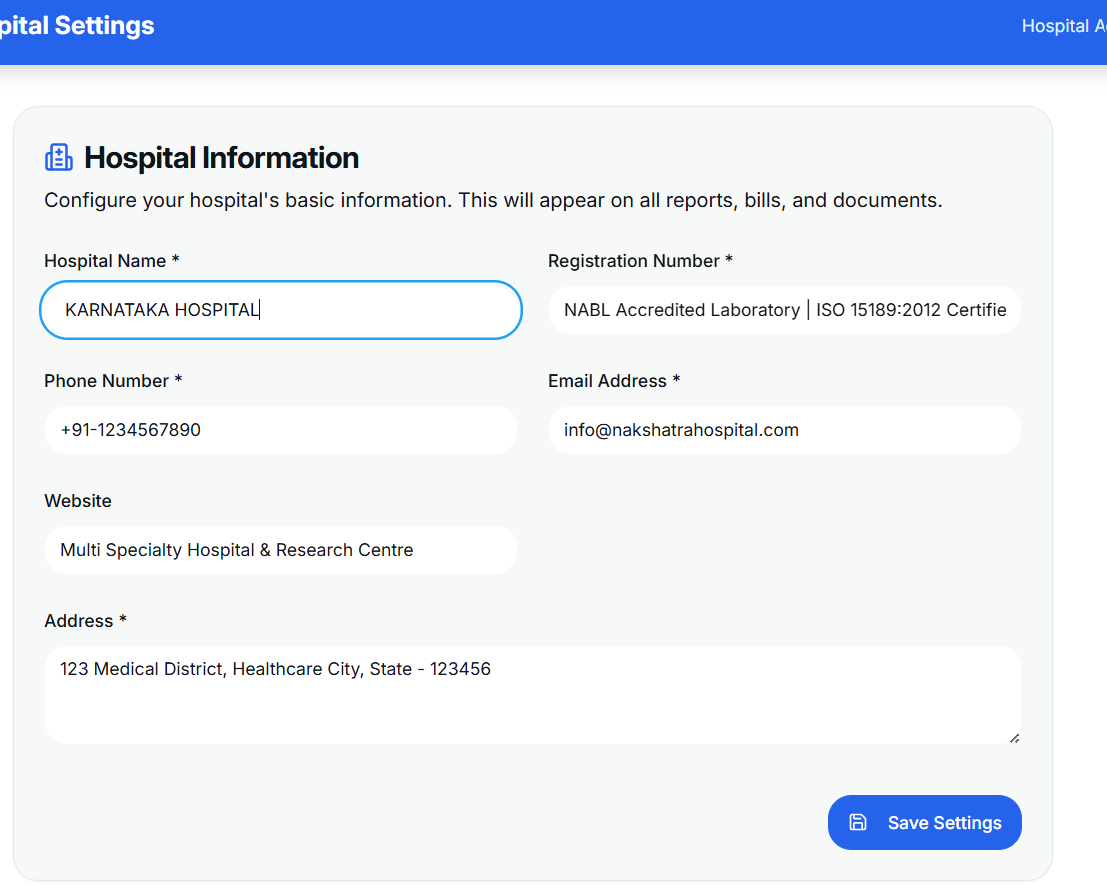 pital Settings
Hospital A
Hospital Information
Configure your hospital's basic information. This will appear on all reports, bills, and documents.
Hospital Name *
Registration Number *
KARNATAKA HOSPITAL
NABL Accredited Laboratory | ISO 15189:2012 Certifie
Phone Number *
Email Address *
+91-1234567890
info@nakshatrahospital.com
Website
Multi Specialty Hospital & Research Centre
Address *
123 Medical District, Healthcare City, State - 123456
Save Settings